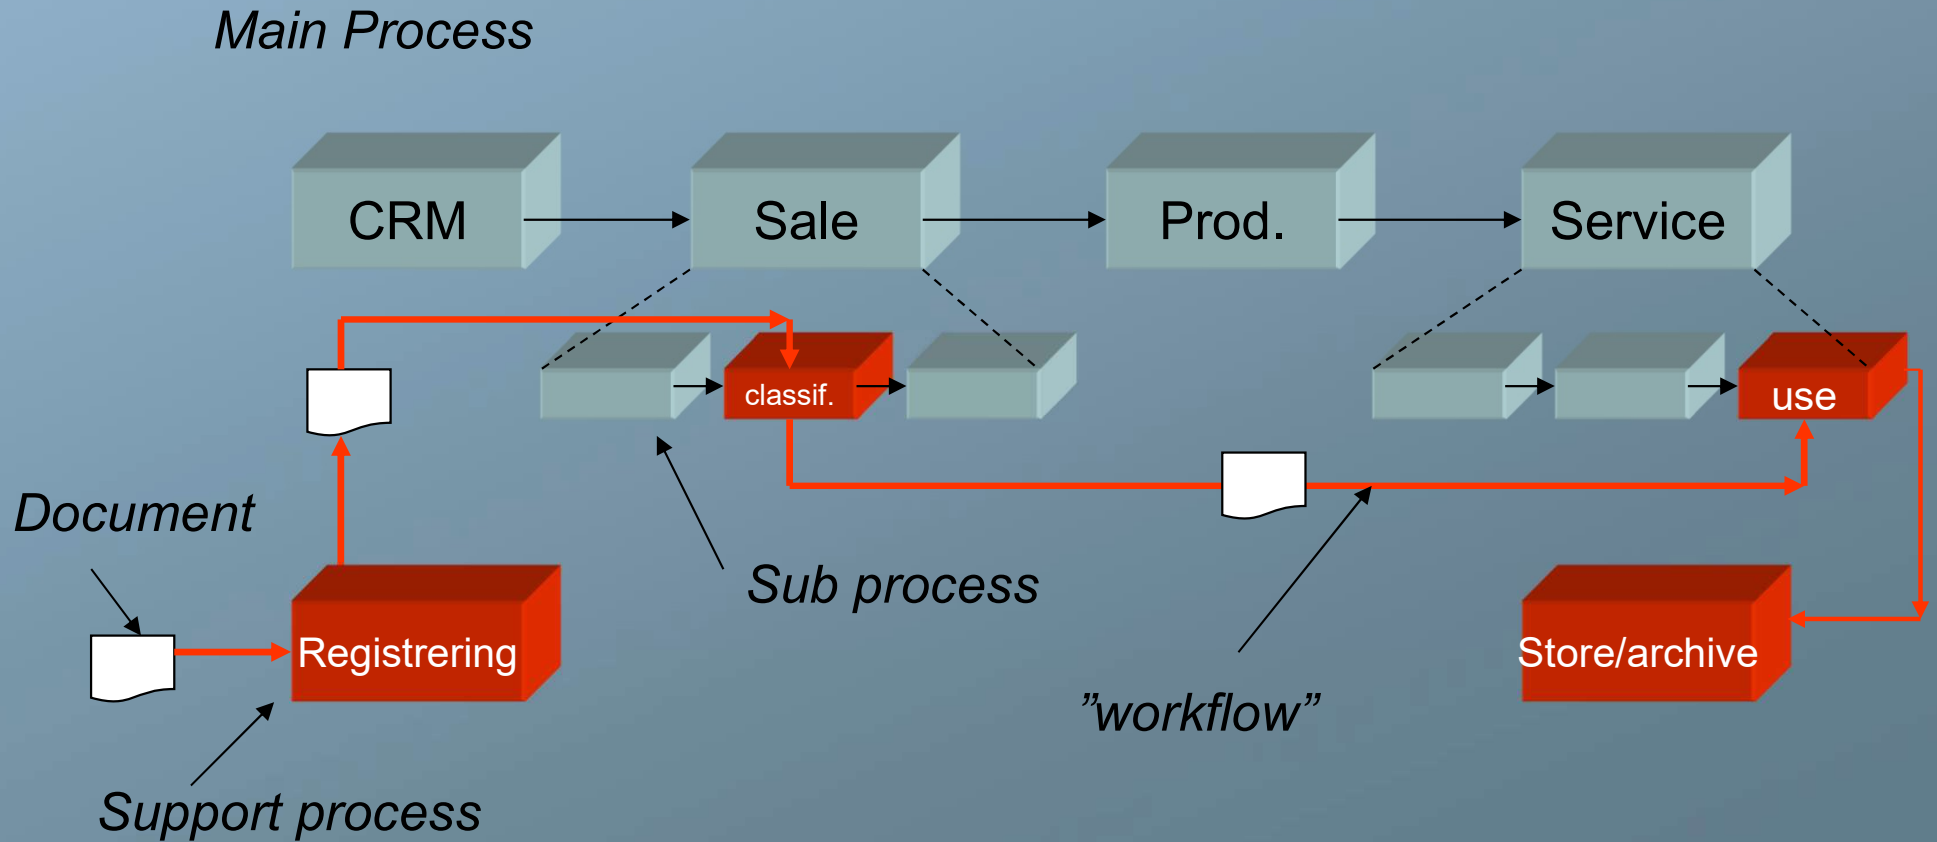 Main Process
CRM
Sale
Prod.
Service
classif.
use
Document
Sub process
Registrering
Store/archive
”workflow”
Support process